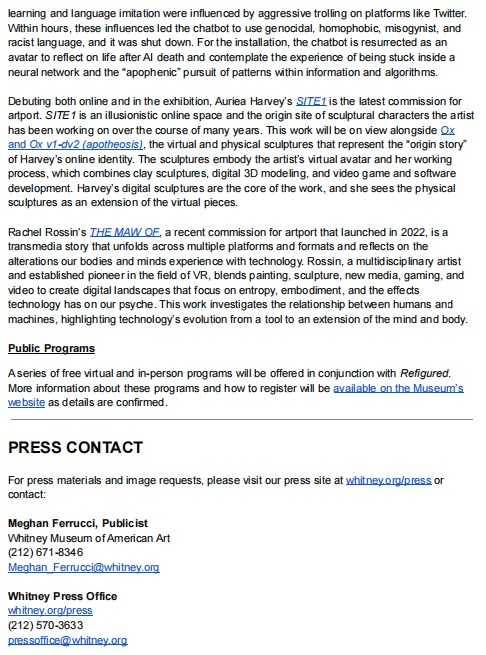 learning and language imitation were influenced by aggressive trolling on platforms like Twitter.
Within hours, these influences led the chatbot to use genocidal, homophobic, misogynist, and
racist language, and it was shut down. For the installation, the chatbot is resurrected as an
avatar to reflect on life after AI death and contemplate the experience of being stuck inside a
neural network and the “apophenic” pursuit of patterns within information and algorithms.
Debuting both online and in the exhibition, Auriea Harvey’s SITE1 is the latest commission for
artport. SITE1 is an illusionistic online space and the origin site of sculptural characters the artist
has been working on over the course of many years. This work will be on view alongside Ox
and Ox v1-dv2 (apotheosis), the virtual and physical sculptures that represent the “origin story”
of Harvey’s online identity. The sculptures embody the artist’s virtual avatar and her working
process, which combines clay sculptures, digital 3D modeling, and video game and software
development. Harvey’s digital sculptures are the core of the work, and she sees the physical
sculptures as an extension of the virtual pieces.
Rachel Rossin’s THE MAW OF, a recent commission for artport that launched in 2022, is a
transmedia story that unfolds across multiple platforms and formats and reflects on the
alterations our bodies and minds experience with technology. Rossin, a multidisciplinary artist
and established pioneer in the field of VR, blends painting, sculpture, new media, gaming, and
video to create digital landscapes that focus on entropy, embodiment, and the effects
technology has on our psyche. This work investigates the relationship between humans and
machines, highlighting technology’s evolution from a tool to an extension of the mind and body.
Public Programs
A series of free virtual and in-person programs will be offered in conjunction with Refigured.
More information about these programs and how to register will be available on the Museum’s
website as details are confirmed.
PRESS CONTACT
For press materials and image requests, please visit our press site at whitney.org/press or
contact:
Meghan Ferrucci, Publicist
Whitney Museum of American Art
(212) 671-8346
Meghan_Ferrucci@whitney.org
Whitney Press Office
whitney.org/press
(212) 570-3633
pressoffice@whitney.org